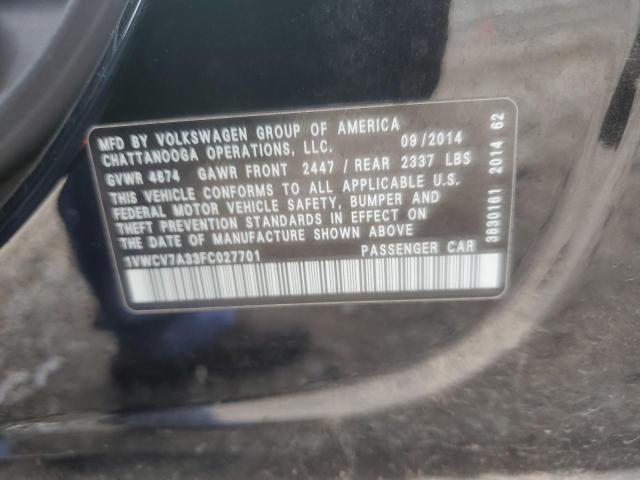 MFD BY VOLKSWAGEN GROUP OF AMERICA
CHATTANOOGA OPERATIONS, LLC. 09/2014
GVWR 4674 GAWR FRONT 2447 / REAR 2337 LBS
THIS VEHICLE CONFORMS TO ALL APPLICABLE U.S.
FEDERAL MOTOR VEHICLE SAFETY, BUMPER AND
THEFT PREVENTION STANDARDS IN EFFECT ON
THE DATE OF MANUFACTURE SHOWN ABOVE
1VWCV7A33FC027701 PASSENGER CAR
3830161 2014 62